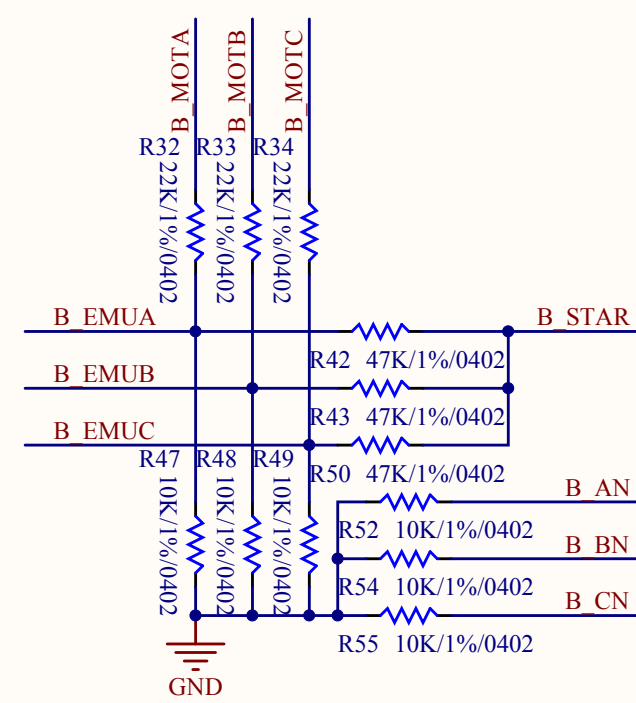 B_MOTA
B_MOTB
B_MOTC
R32 R33 R34
22K/1%/0402
22K/1%/0402
22K/1%/0402
B_EMUA
B_STAR
R42 47K/1%/0402
B_EMUB
R43 47K/1%/0402
B_EMUC
R47 R48 R49
R50 47K/1%/0402
10K/1%/0402
10K/1%/0402
10K/1%/0402
B_AN
R52 10K/1%/0402
B_BN
R54 10K/1%/0402
B_CN
R55 10K/1%/0402
GND